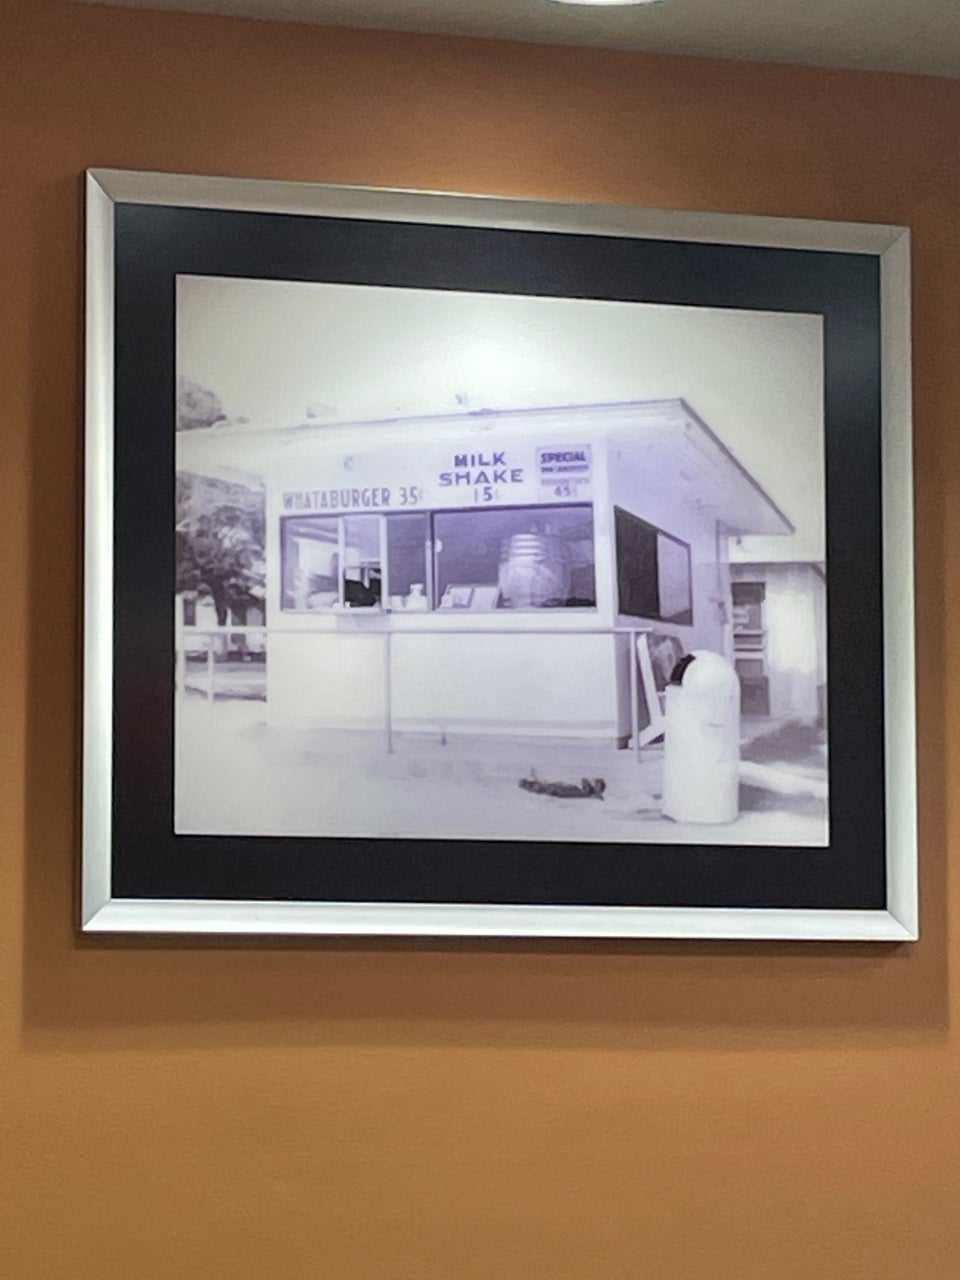 WHATABURGER 35¢
MILK
SHAKE
15¢
SPECIAL
45¢